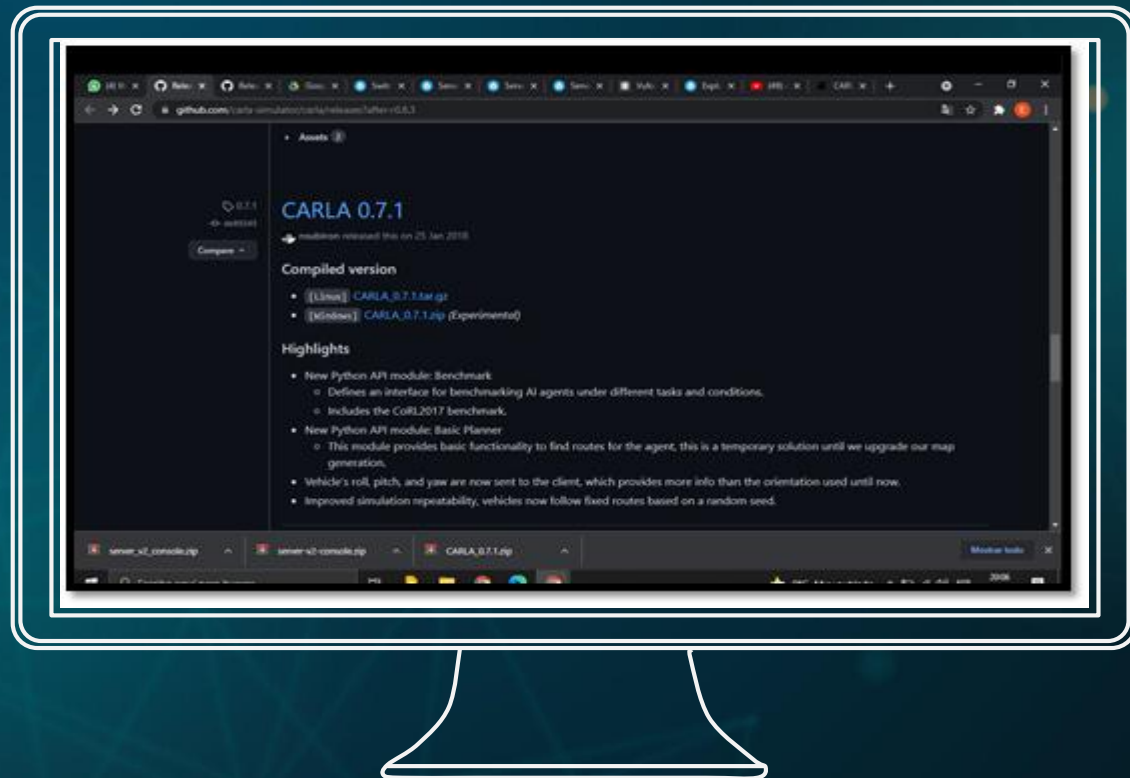 github.com/carla-simulator/carla/releases?after=0.8.3
Assets 2
0.7.1
Compare
CARLA 0.7.1
nsubiron released this on 25 Jan 2018
Compiled version
[Linux] CARLA_0.7.1.tar.gz
[Windows] CARLA_0.7.1.zip (Experimental)
Highlights
New Python API module: Benchmark
Defines an interface for benchmarking AI agents under different tasks and conditions.
Includes the CoRL2017 benchmark.
New Python API module: Basic Planner
This module provides basic functionality to find routes for the agent, this is a temporary solution until we upgrade our map
generation.
Vehicle's roll, pitch, and yaw are now sent to the client, which provides more info than the orientation used until now.
Improved simulation repeatability, vehicles now follow fixed routes based on a random seed.
server_v2_console.zip
server-v2-console.zip
CARLA_0.7.1.zip
Mostrar todo
20:06